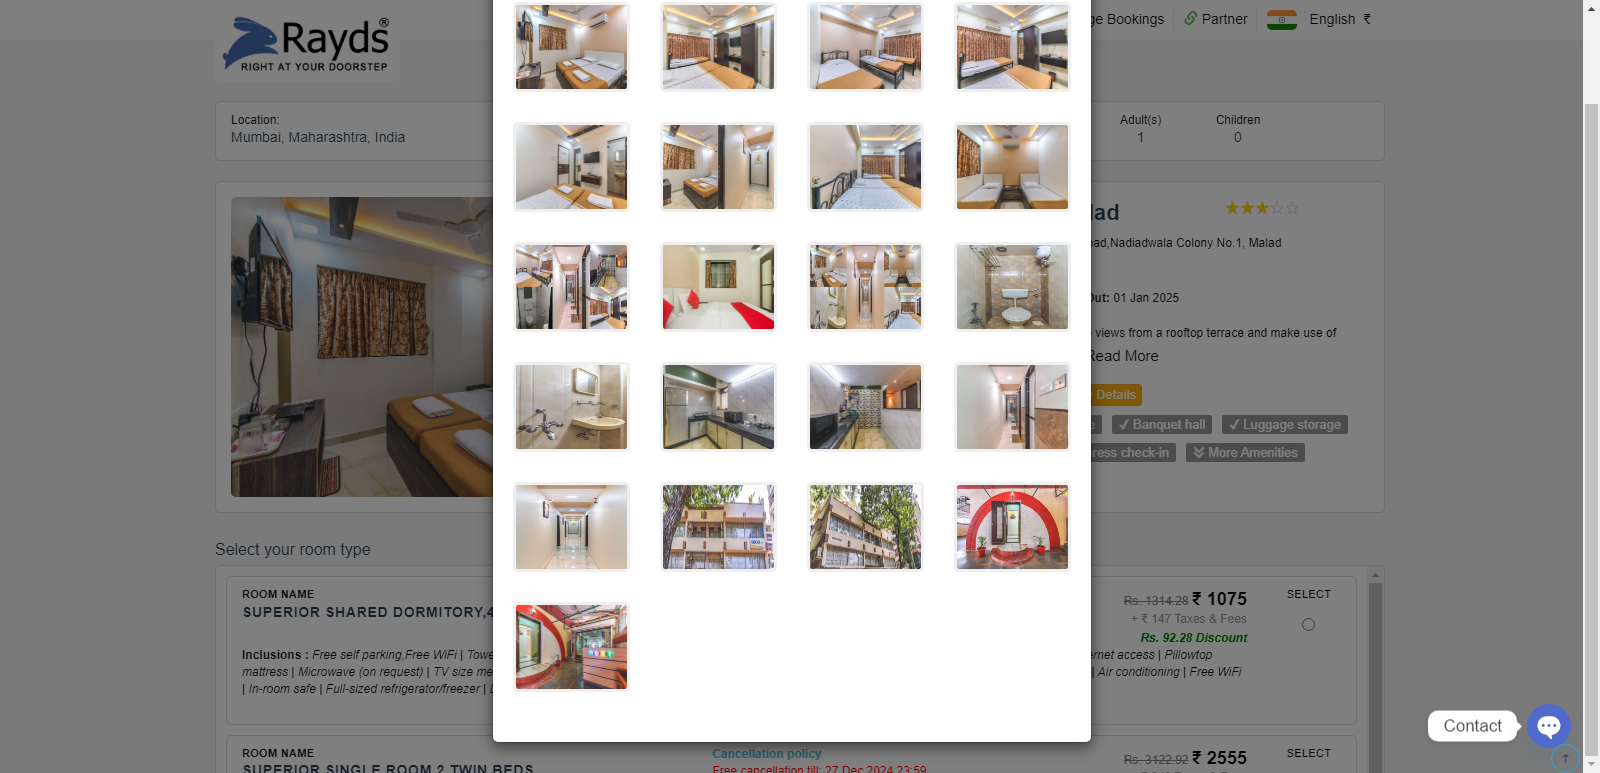 Rayds®
RIGHT AT YOUR DOORSTEP
Bookings
Partner
English ₹
Location:
Mumbai, Maharashtra, India
Adult(s)
1
Children
0
lad
oad,Nadiadwala Colony No.1, Malad
Out: 01 Jan 2025
views from a rooftop terrace and make use of
Read More
Details
Banquet hall
Luggage storage
press check-in
More Amenities
Select your room type
ROOM NAME
SUPERIOR SHARED DORMITORY,4
Rs. 1314.28 ₹ 1075
+ ₹ 147 Taxes & Fees
Rs. 92.28 Discount
SELECT
Inclusions : Free self parking,Free WiFi | Towe
mattress | Microwave (on request) | TV size me
| In-room safe | Full-sized refrigerator/freezer |
ernet access | Pillowtop
| Air conditioning | Free WiFi
Contact
ROOM NAME
SUPERIOR SINGLE ROOM,2 TWIN BEDS
Cancellation policy
Free cancellation till: 27 Dec 2024 23:59
Rs. 3122.92 ₹ 2555
SELECT